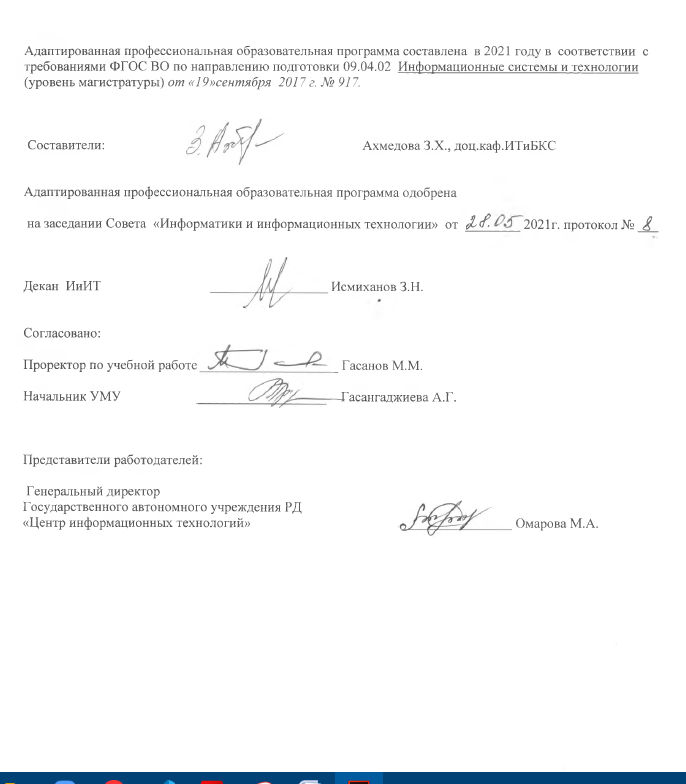 Адаптированная профессиональная образовательная программа составлена в 2021 году в соответствии с
требованиями ФГОС ВО по направлению подготовки 09.04.02 Информационные системы и технологии
(уровень магистратуры) от «19»сентября 2017 г. № 917.
Составители: Ахмедова З.Х., доц.каф.ИТиБКС
Адаптированная профессиональная образовательная программа одобрена
на заседании Совета «Информатики и информационных технологии» от 28.05 2021г. протокол № 8
Декан ИиИТ Исмиханов З.Н.
Согласовано:
Проректор по учебной работе Гасанов М.М.
Начальник УМУ Гасангаджиева А.Г.
Представители работодателей:
Генеральный директор
Государственного автономного учреждения РД
«Центр информационных технологий» Омарова М.А.